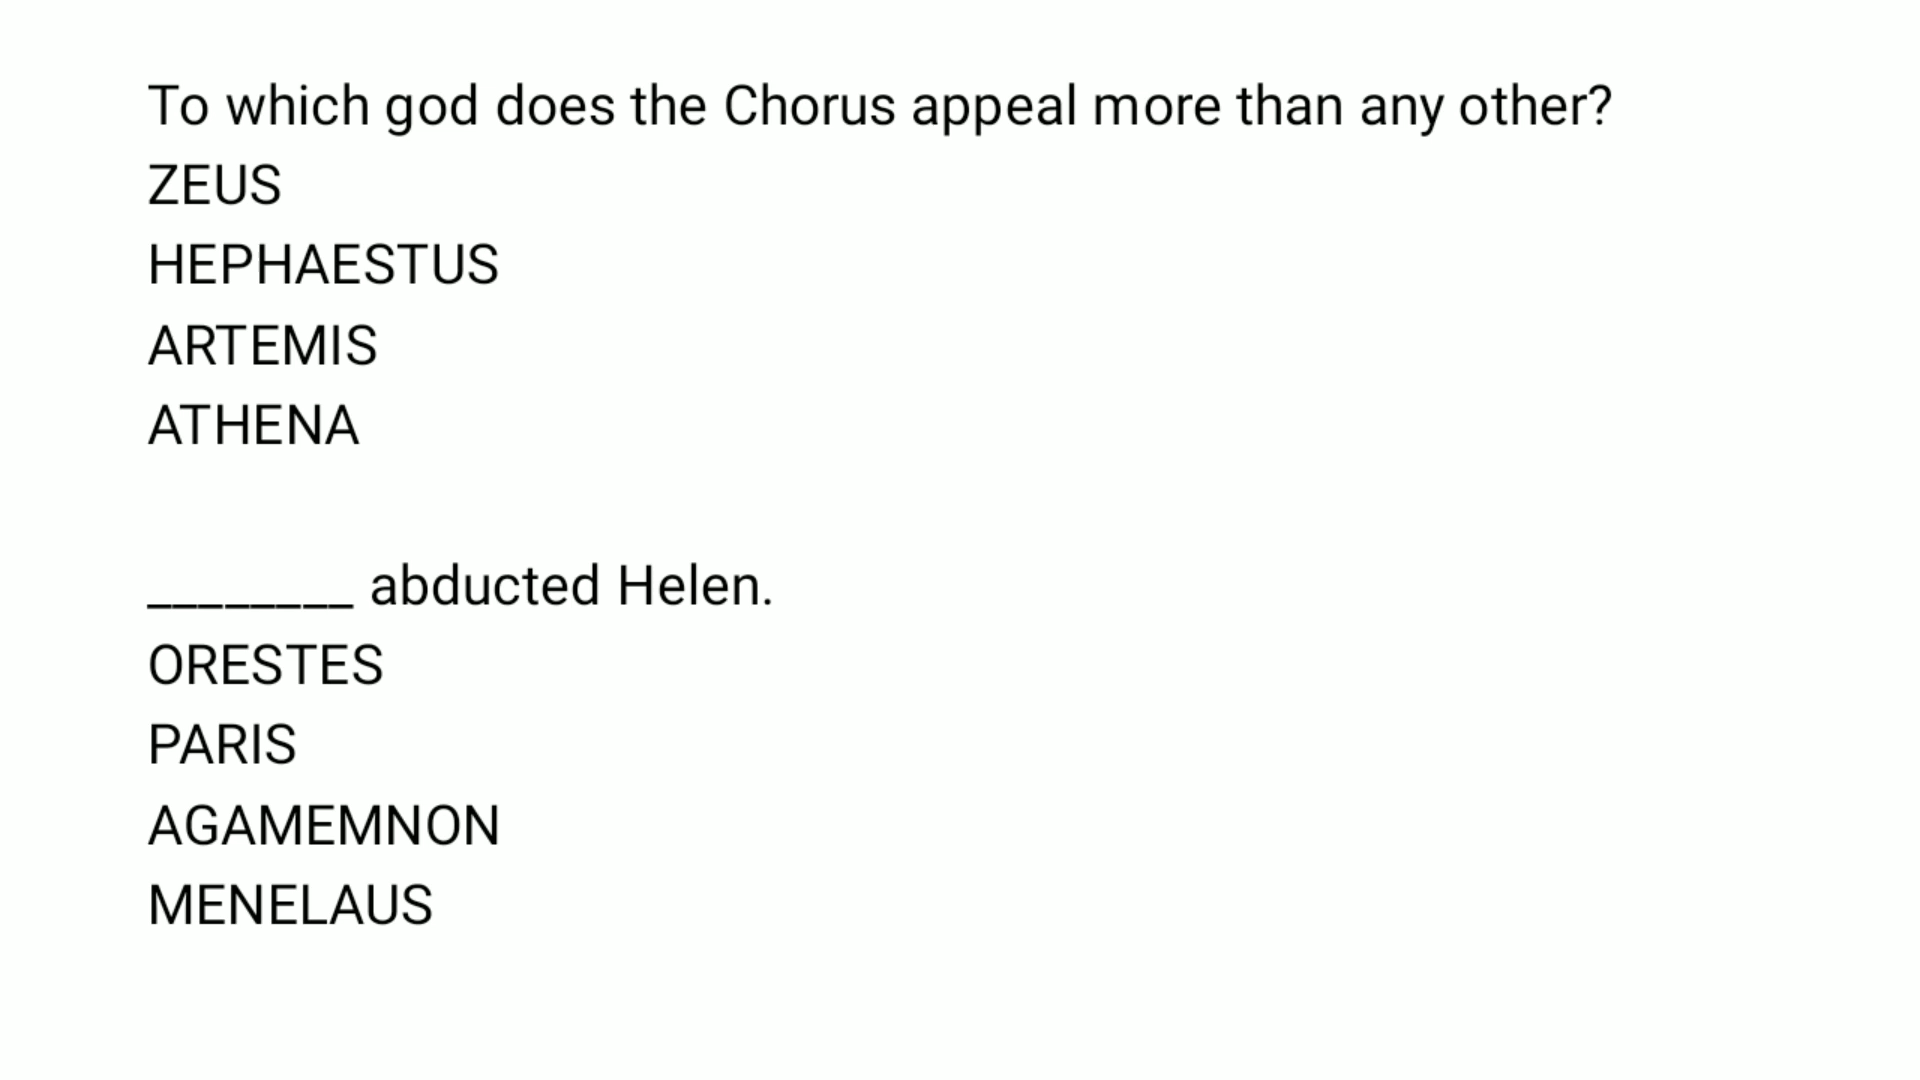 To which god does the Chorus appeal more than any other?
ZEUS
HEPHAESTUS
ARTEMIS
ATHENA
________ abducted Helen.
ORESTES
PARIS
AGAMEMNON
MENELAUS